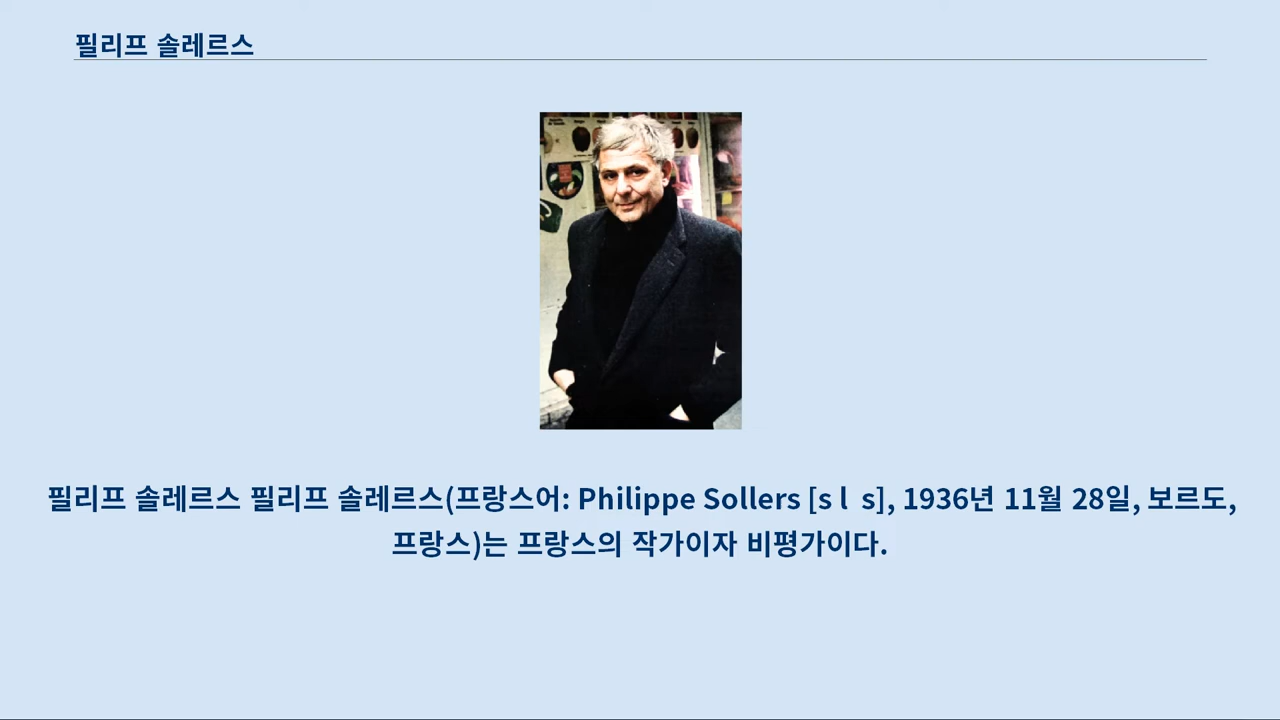 필리프 솔레르스
필리프 솔레르스 필리프 솔레르스(프랑스어: Philippe Sollers [s l s], 1936년 11월 28일, 보르도,
프랑스)는 프랑스의 작가이자 비평가이다.